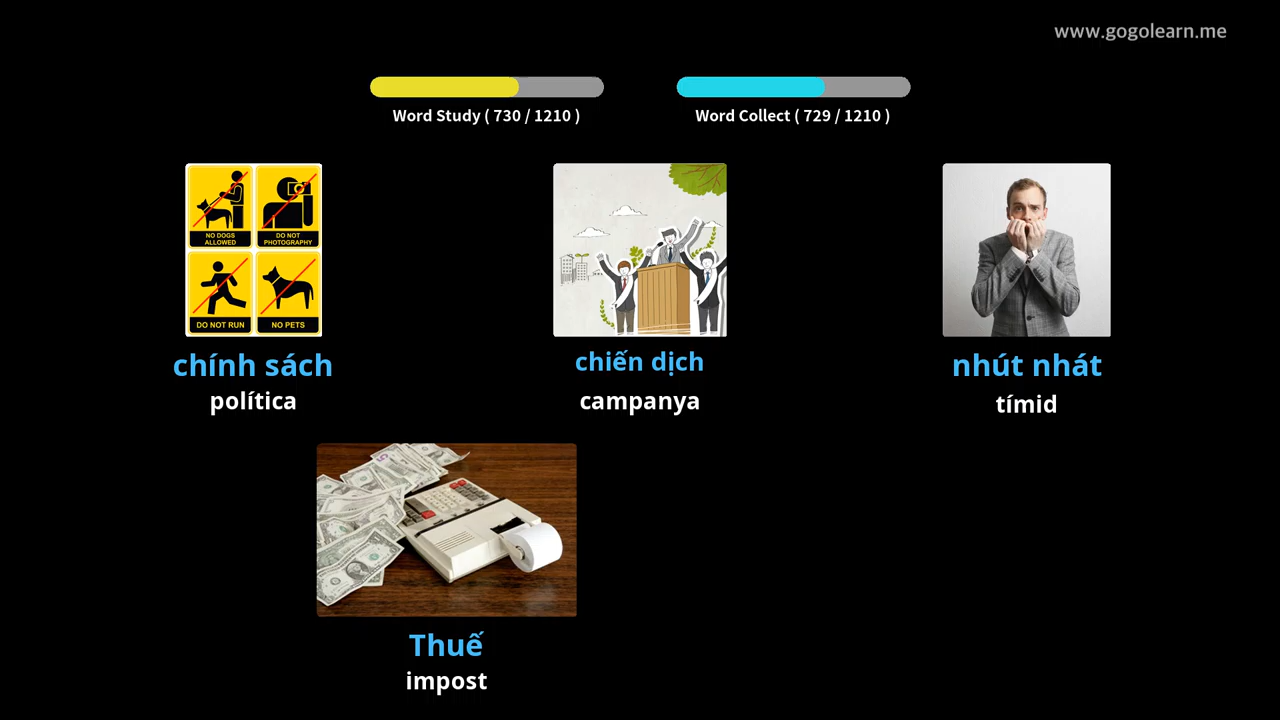 www.gogolearn.me
Word Study ( 730 / 1210 )
Word Collect ( 729 / 1210 )
NO DOGS
ALLOWED
DO NOT
PHOTOGRAPHY
DO NOT RUN
NO PETS
chính sách
política
chiến dịch
campanya
nhút nhát
tímid
Thuế
impost